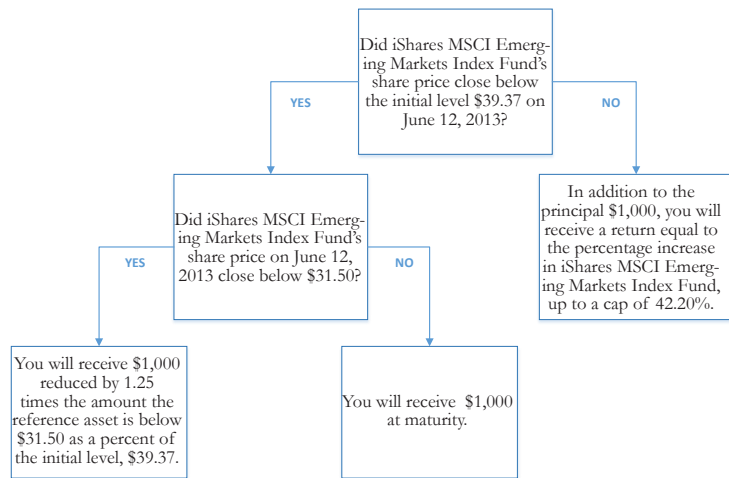 Did iShares MSCI Emerg-
ing Markets Index Fund's
share price close below
the initial level $39.37 on
June 12, 2013?
YES
NO
Did iShares MSCI Emerg-
ing Markets Index Fund's
share price on June 12,
2013 close below $31.50?
In addition to the
principal $1,000, you will
receive a return equal to
the percentage increase
in iShares MSCI Emerg-
ing Markets Index Fund,
up to a cap of 42.20%.
YES
NO
You will receive $1,000
reduced by 1.25
times the amount the
reference asset is below
$31.50 as a percent of
the initial level, $39.37.
You will receive $1,000
at maturity.